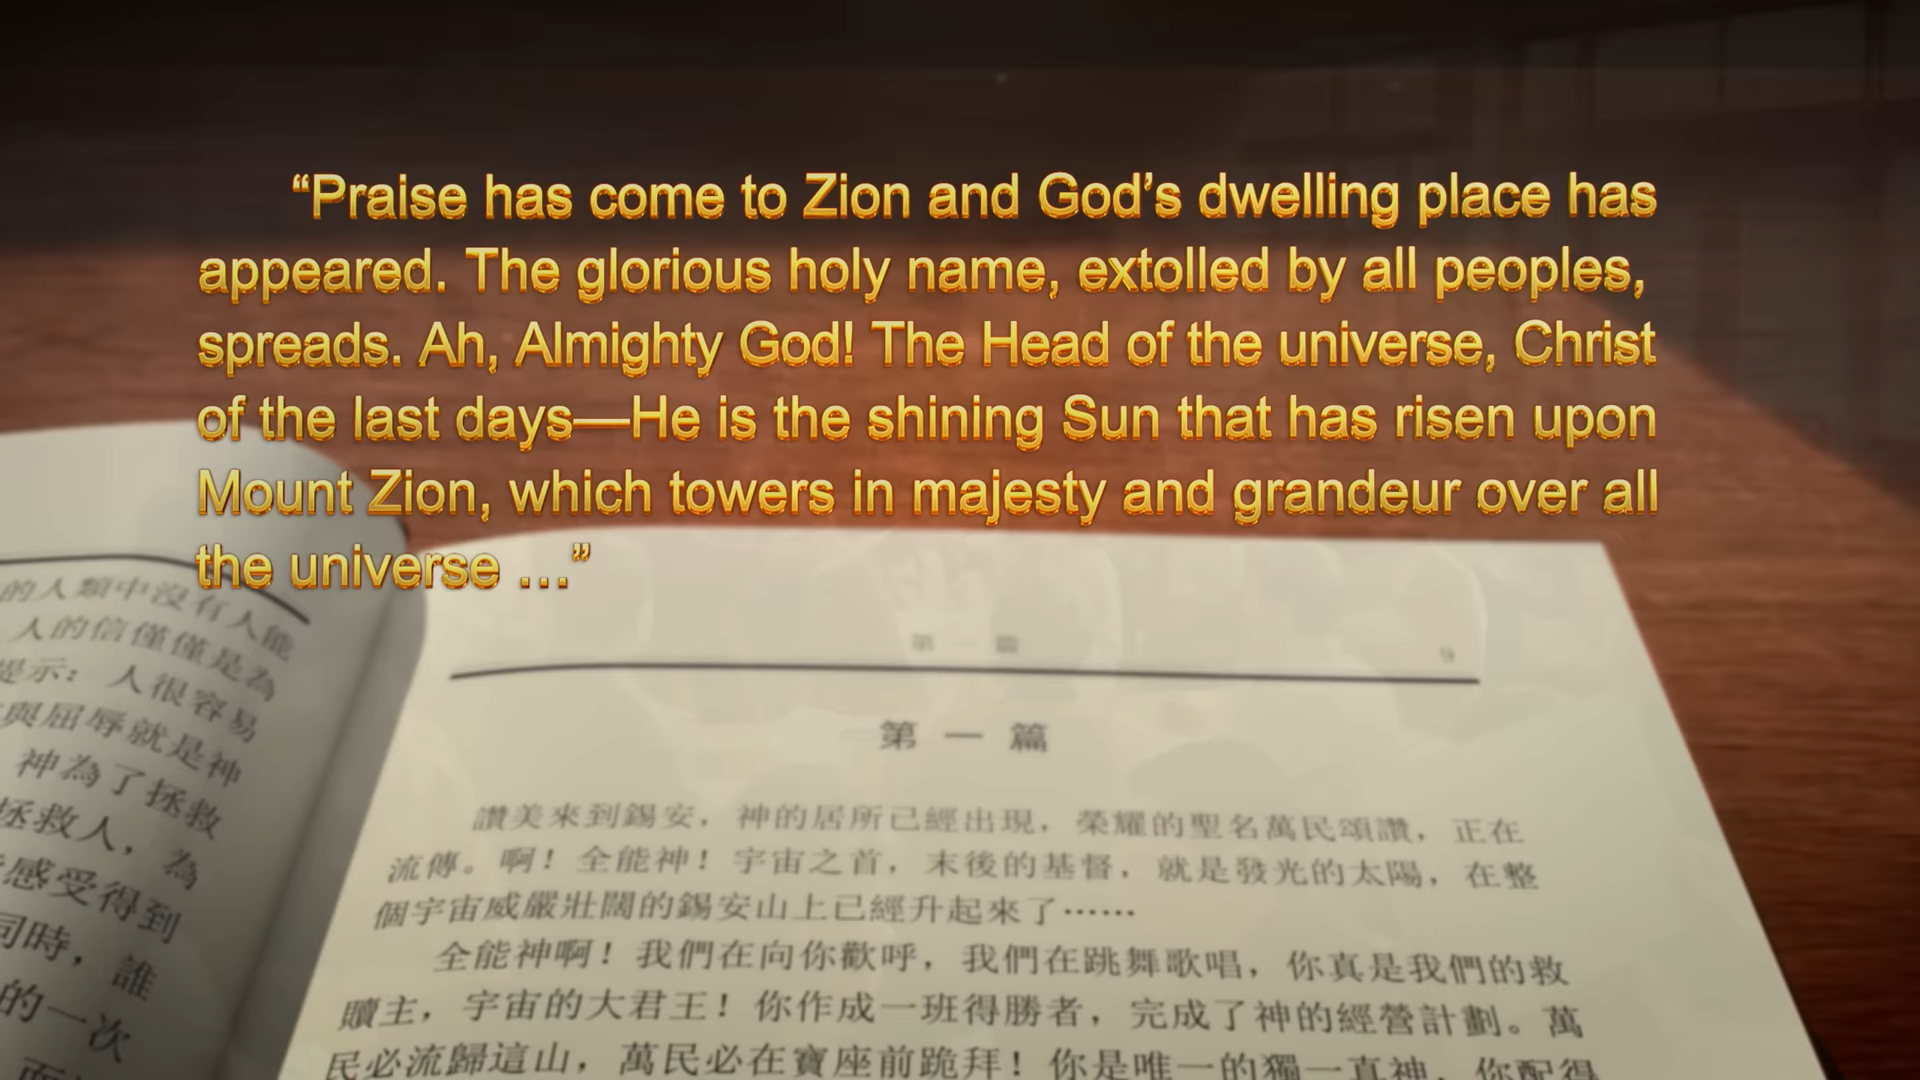 “Praise has come to Zion and God’s dwelling place has
appeared. The glorious holy name, extolled by all peoples,
spreads. Ah, Almighty God! The Head of the universe, Christ
of the last days—He is the shining Sun that has risen upon
Mount Zion, which towers in majesty and grandeur over all
the universe …”
的人類中沒有人能
人的信僅僅是為
提示：人很容易
與屈辱就是神
神為了拯救
拯救人，為
感受得到
同時，誰
的一次
第一篇 9
第一篇
讚美來到錫安，神的居所已經出現，榮耀的聖名萬民頌讚，正在
流傳。啊！全能神！宇宙之首，末後的基督，就是發光的太陽，在整
個宇宙威嚴壯闊的錫安山上已經升起來了……
全能神啊！我們在向你歡呼，我們在跳舞歌唱，你真是我們的救
贖主，宇宙的大君王！你作成一班得勝者，完成了神的經營計劃。萬
民必流歸這山，萬民必在寶座前跪拜！你是唯一的獨一真神，你配得